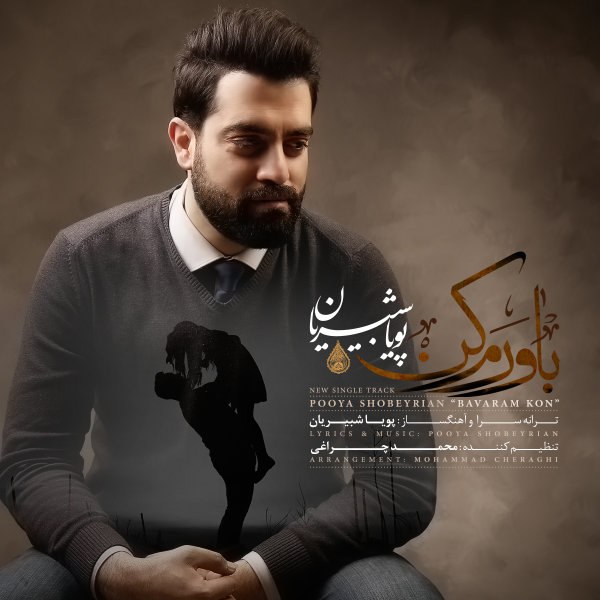 باورم کن
پویا شبیریان
NEW SINGLE TRACK
POOYA SHOBEYRIAN "BAVARAM KON"
ترانه سرا و آهنگساز: پویا شبیریان
LYRICS & MUSIC: POOYA SHOBEYRIAN
تنظیم کننده: محمد چراغی
ARRANGEMENT: MOHAMMAD CHERAGHI